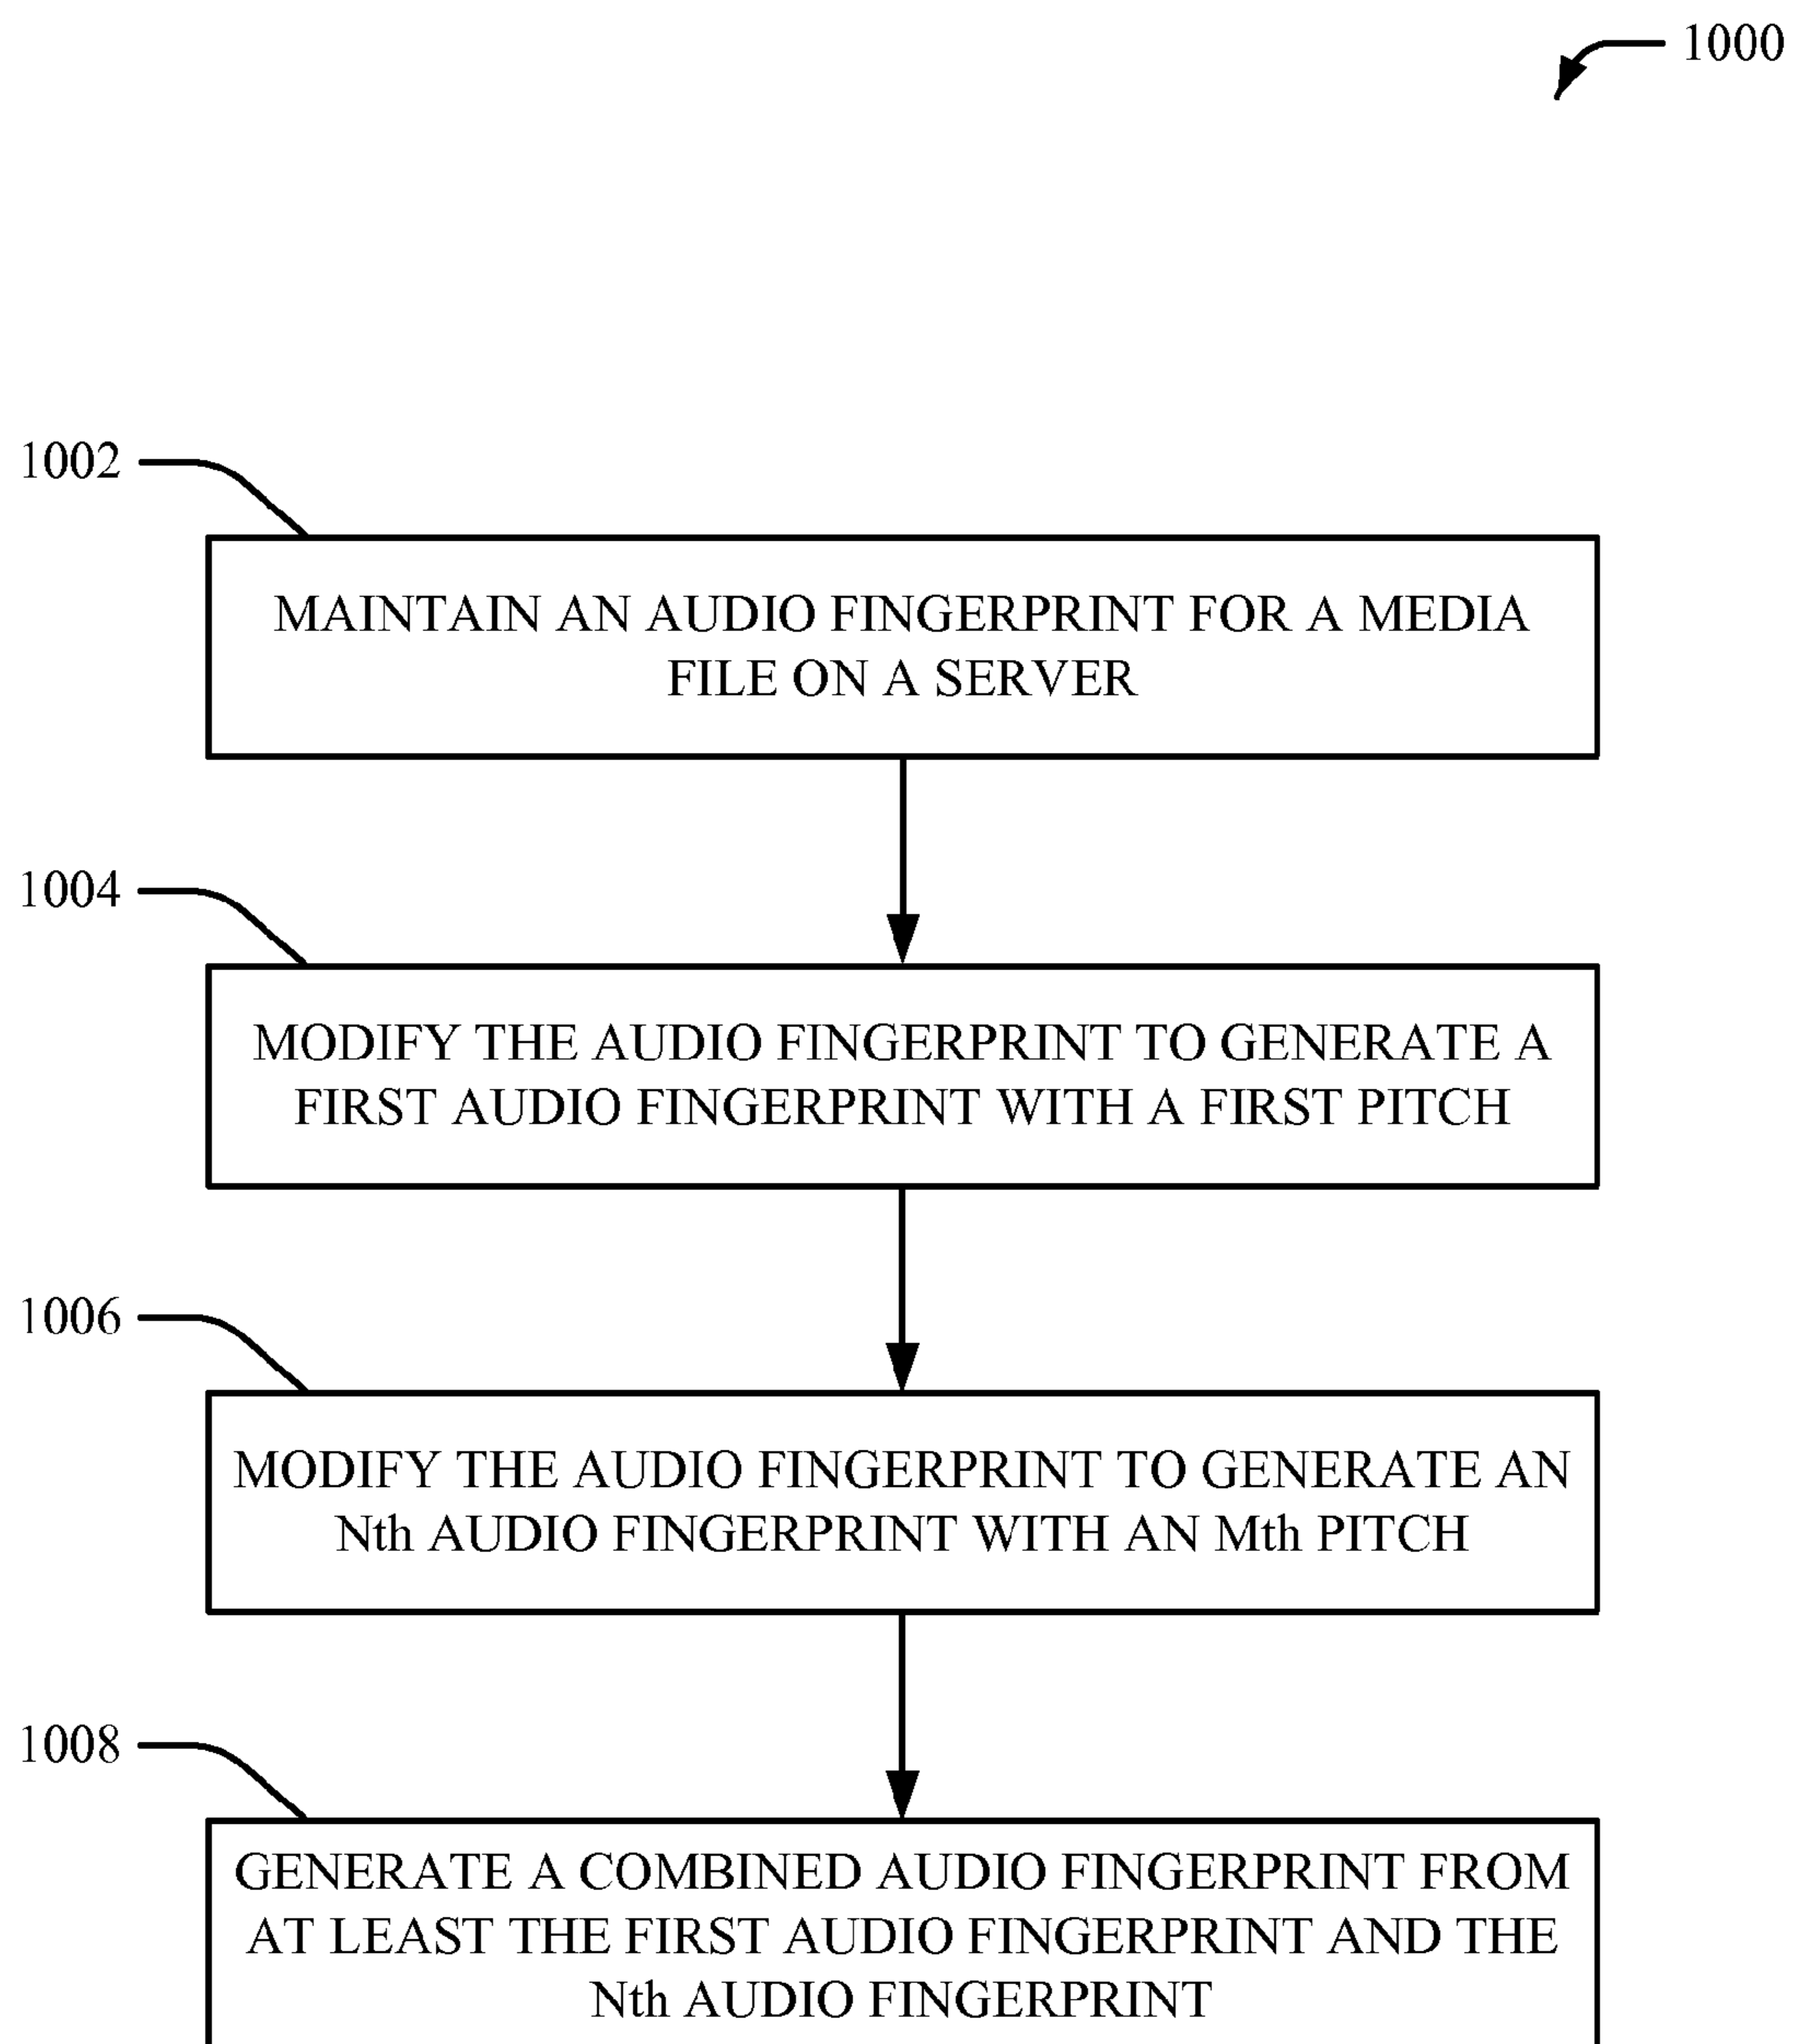 1000
1002
MAINTAIN AN AUDIO FINGERPRINT FOR A MEDIA
FILE ON A SERVER
1004
MODIFY THE AUDIO FINGERPRINT TO GENERATE A
FIRST AUDIO FINGERPRINT WITH A FIRST PITCH
1006
MODIFY THE AUDIO FINGERPRINT TO GENERATE AN
Nth AUDIO FINGERPRINT WITH AN Mth PITCH
1008
GENERATE A COMBINED AUDIO FINGERPRINT FROM
AT LEAST THE FIRST AUDIO FINGERPRINT AND THE
Nth AUDIO FINGERPRINT